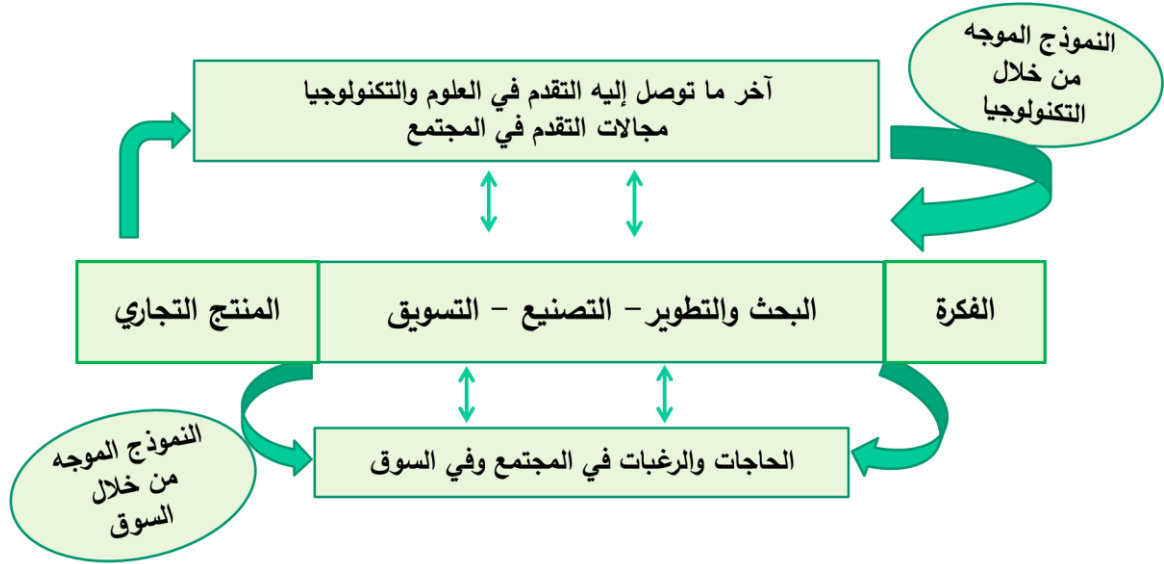 النموذج الموجه
من خلال
التكنولوجيا
آخر ما توصل إليه التقدم في العلوم والتكنولوجيا
مجالات التقدم في المجتمع
الفكرة
البحث والتطوير – التصنيع – التسويق
المنتج التجاري
الحاجات والرغبات في المجتمع وفي السوق
النموذج الموجه
من خلال
السوق